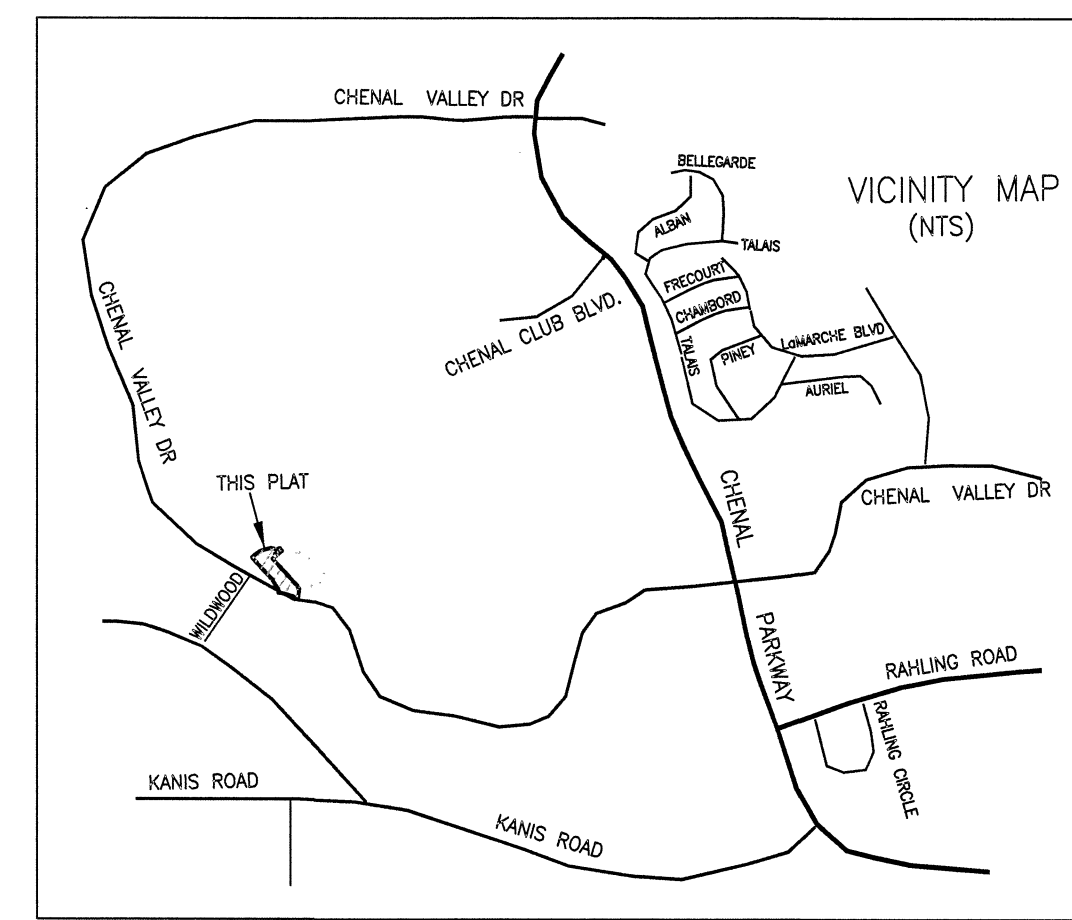 CHENAL VALLEY DR
BELLEGARDE
VICINITY MAP
(NTS)
ALBAN
TALAIS
FRECOURT
CHAMBORD
CHENAL CLUB BLVD.
CHENAL VALLEY DR
TALAIS
PINEY
LaMARCHE BLVD
AURIEL
THIS PLAT
CHENAL
CHENAL VALLEY DR
WILDWOOD
PARKWAY
RAHLING ROAD
RAHLING CIRCLE
KANIS ROAD
KANIS ROAD